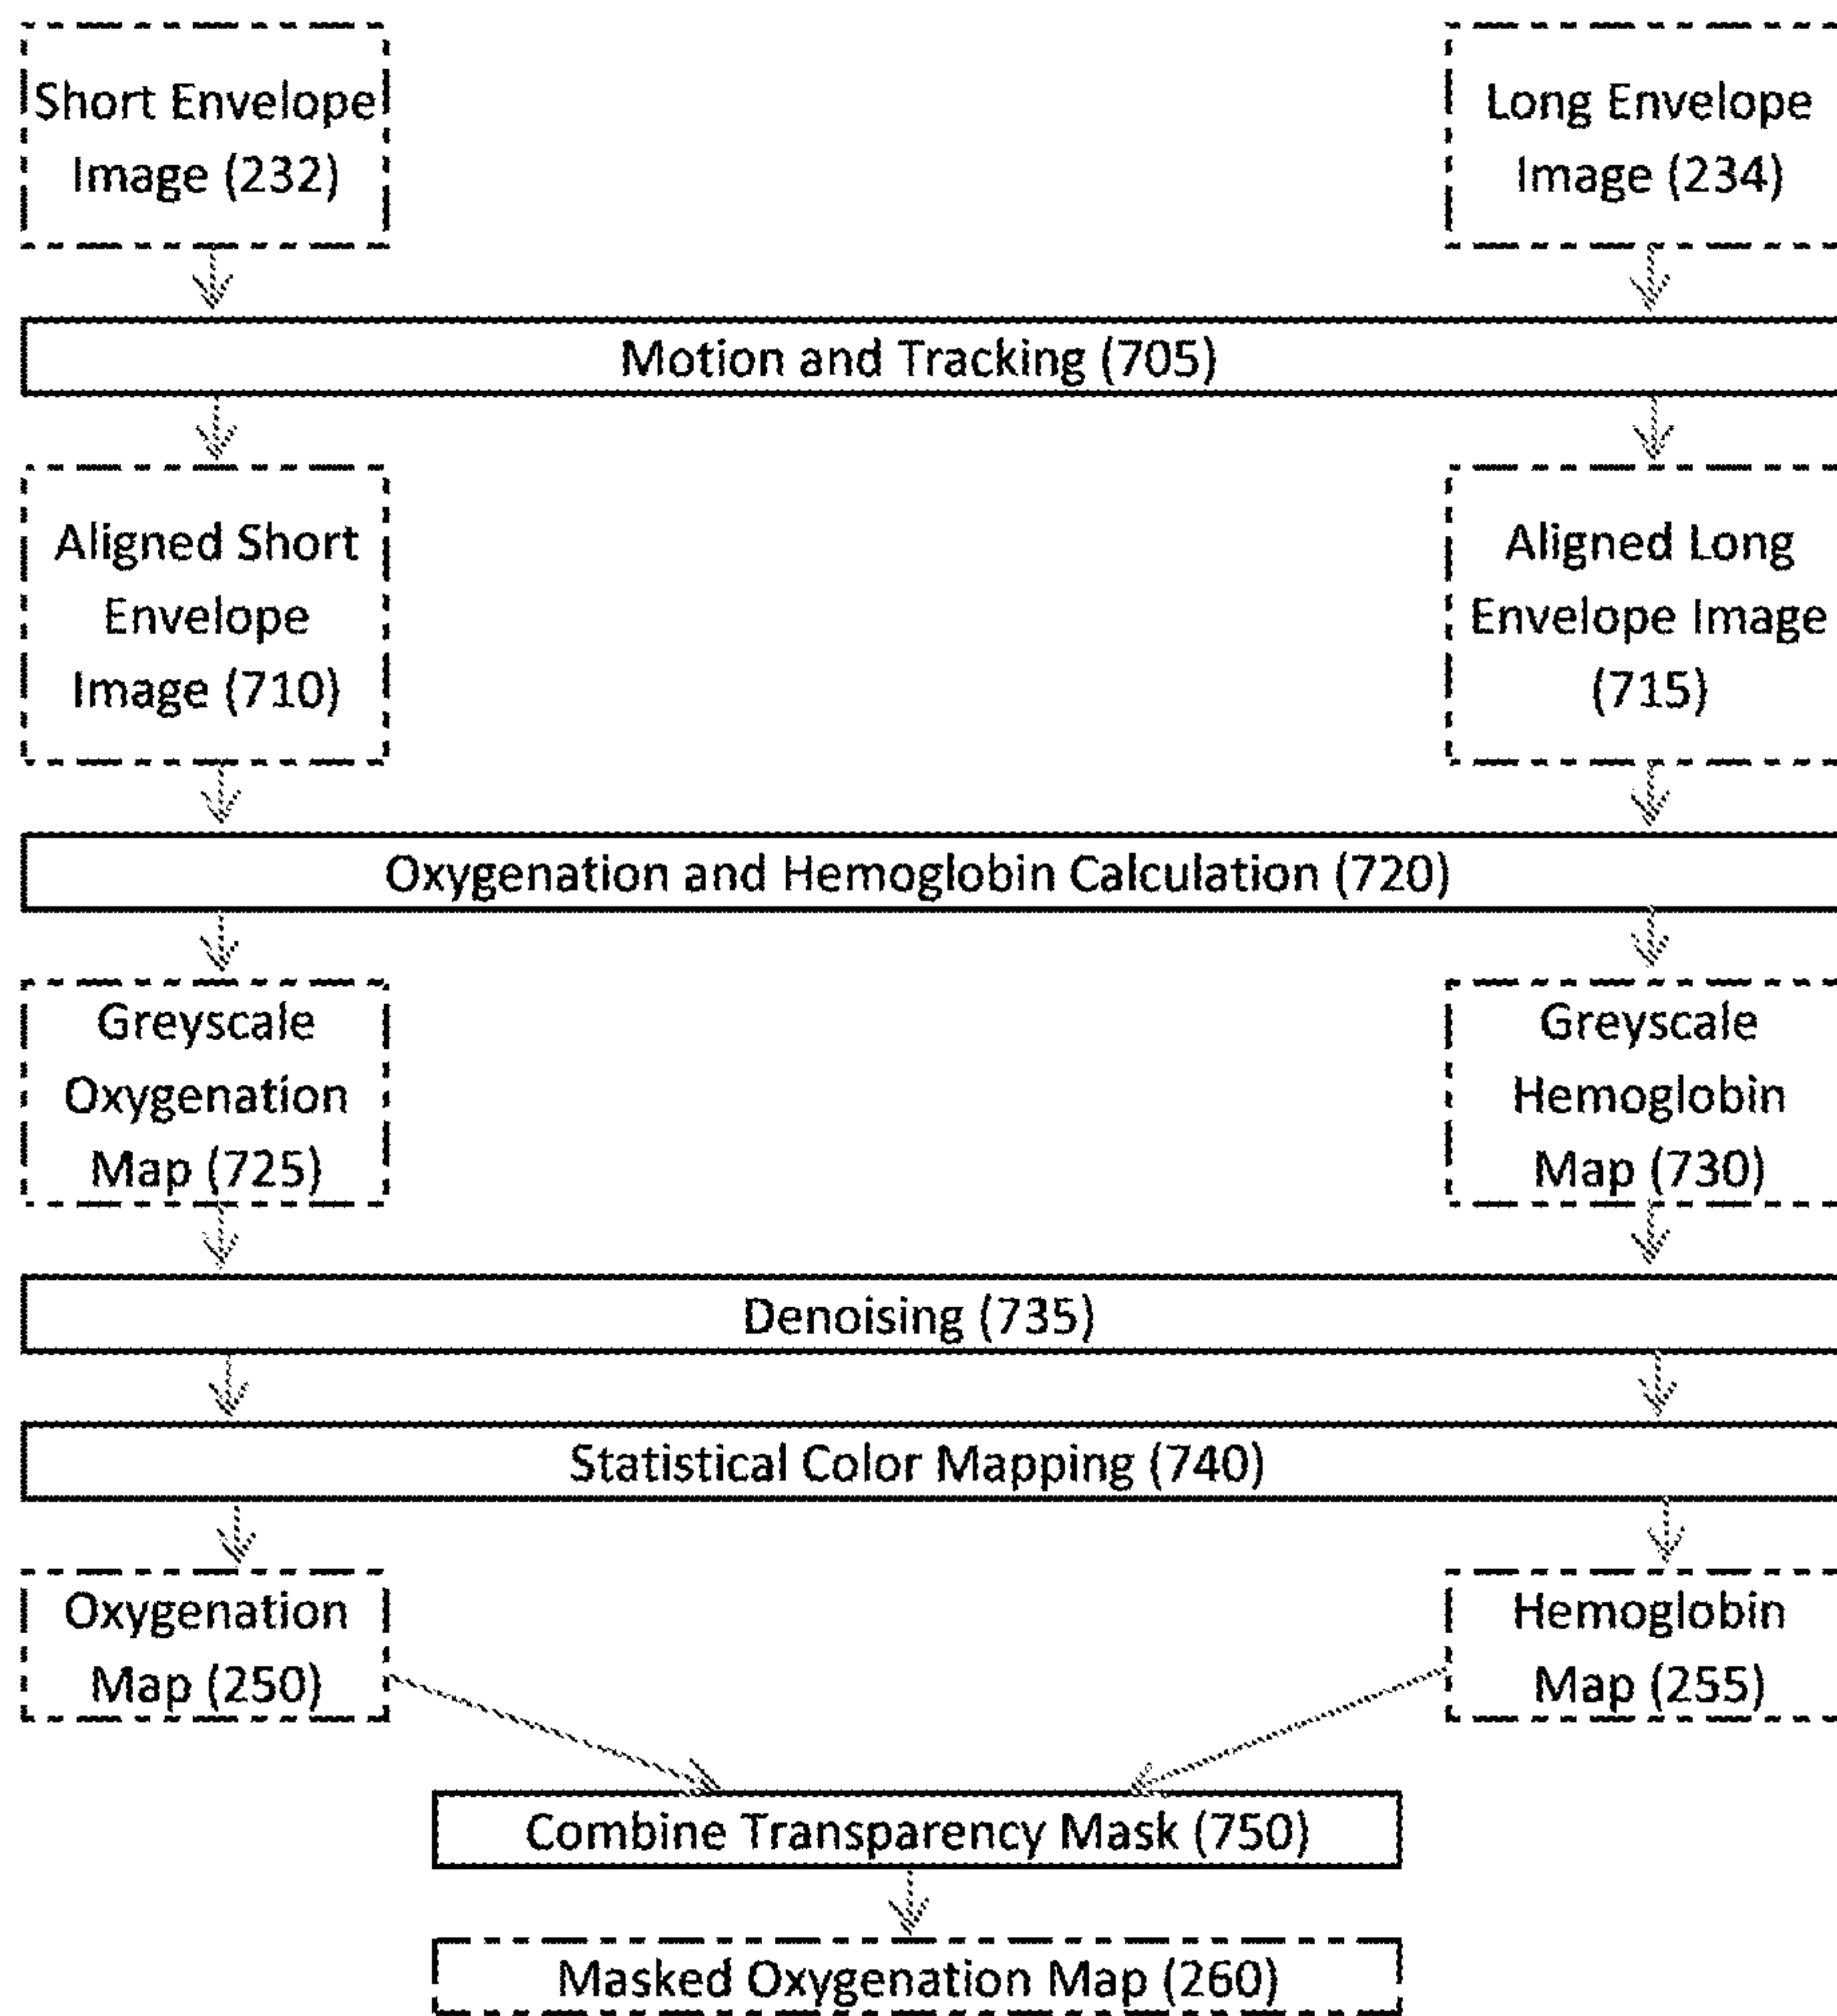 Short Envelope
Image (232)
Long Envelope
Image (234)
Motion and Tracking (705)
Aligned Short
Envelope
Image (710)
Aligned Long
Envelope Image
(715)
Oxygenation and Hemoglobin Calculation (720)
Greyscale
Oxygenation
Map (725)
Greyscale
Hemoglobin
Map (730)
Denoising (735)
Statistical Color Mapping (740)
Oxygenation
Map (250)
Hemoglobin
Map (255)
Combine Transparency Mask (750)
Masked Oxygenation Map (260)